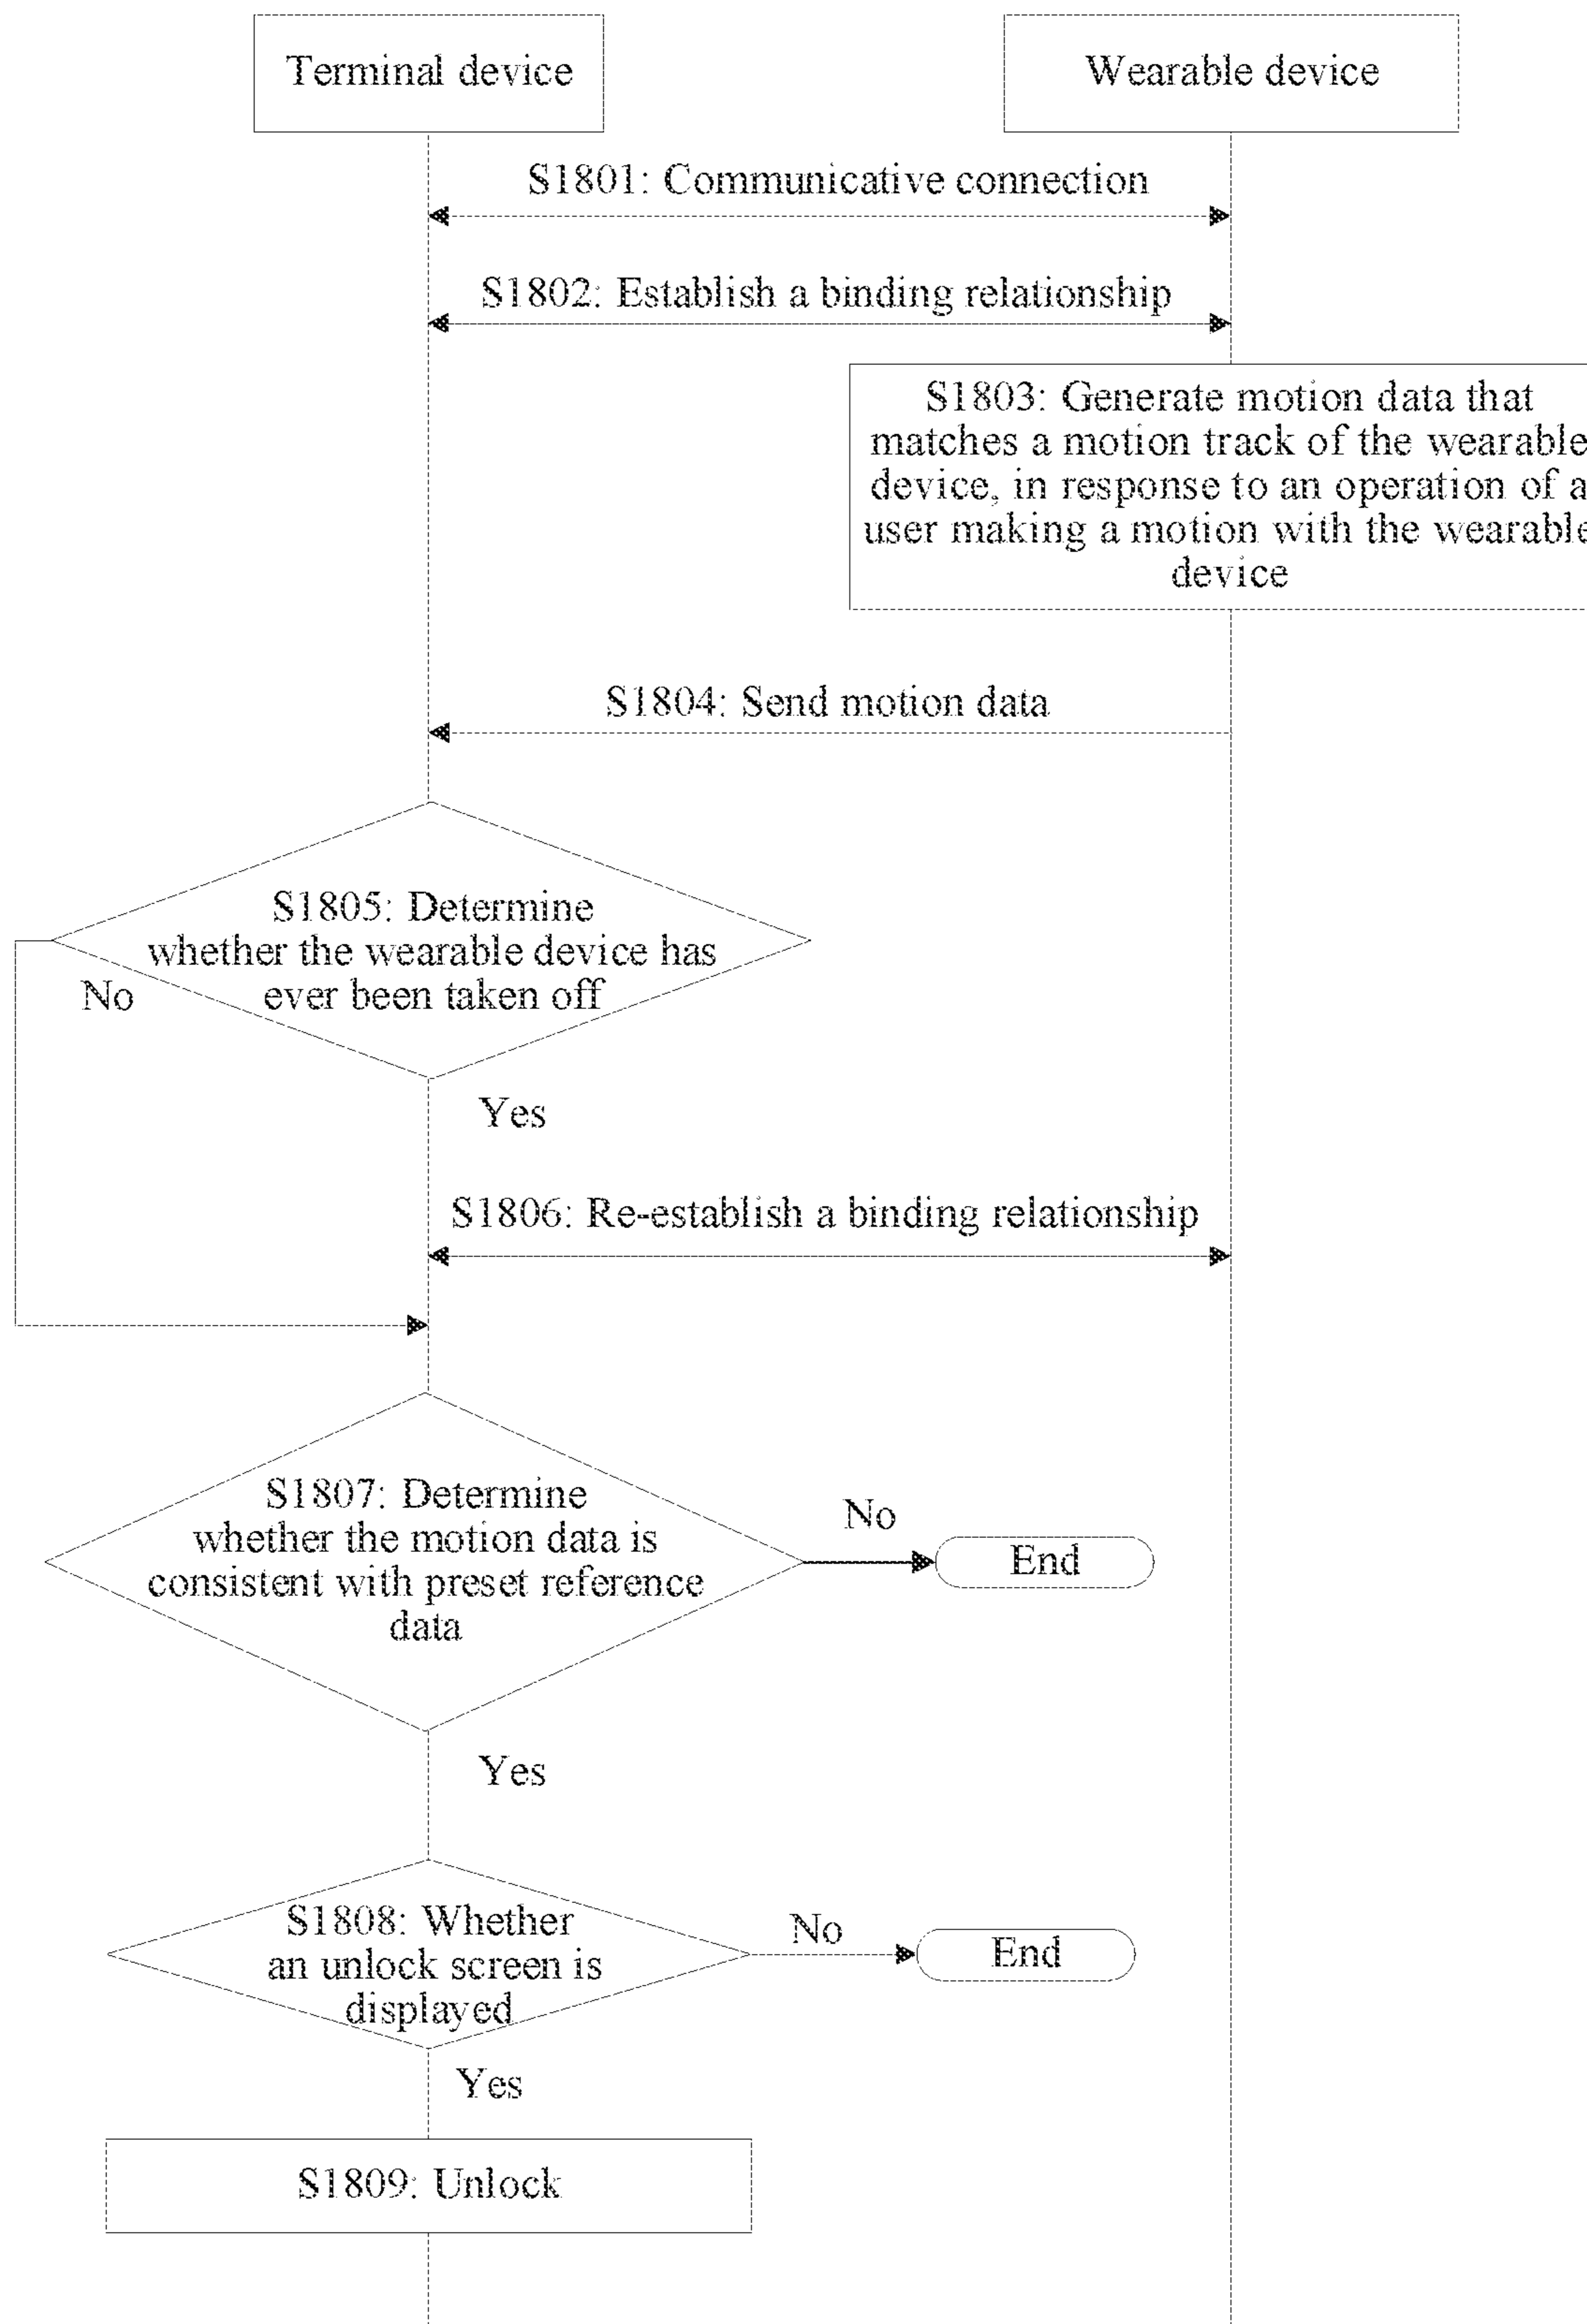 Terminal device
Wearable device
S1801: Communicative connection
S1802: Establish a binding relationship
S1803: Generate motion data that
matches a motion track of the wearable
device, in response to an operation of a
user making a motion with the wearable
device
S1804: Send motion data
S1805: Determine
whether the wearable device has
ever been taken off
No
Yes
S1806: Re-establish a binding relationship
S1807: Determine
whether the motion data is
consistent with preset reference
data
No
End
Yes
S1808: Whether
an unlock screen is
displayed
No
End
Yes
S1809: Unlock